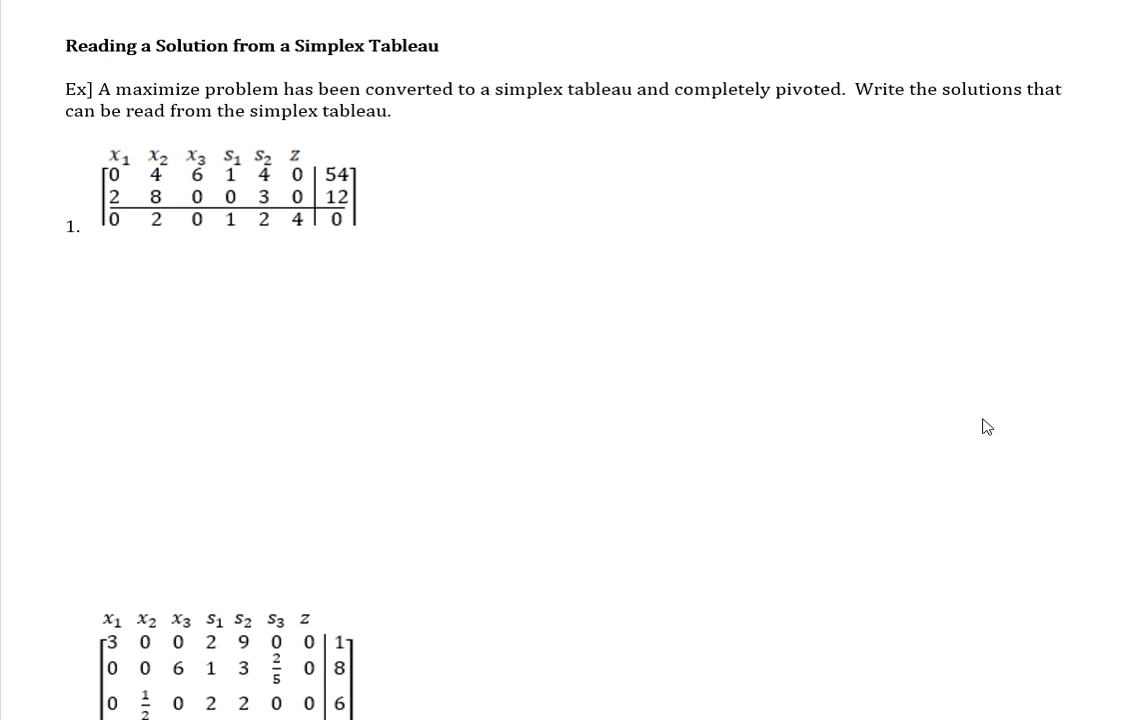 Reading a Solution from a Simplex Tableau
Ex] A maximize problem has been converted to a simplex tableau and completely pivoted.  Write the solutions that
can be read from the simplex tableau.
x₁ x₂ x₃ s₁ s₂ z
0 4 6 1 4 0 | 54
2 8 0 0 3 0 | 12
1. 0 2 0 1 2 4 | 0
x₁ x₂ x₃ s₁ s₂ s₃ z
3 0 0 2 9 0 0 | 1
0 0 6 1 3 2/5 0 | 8
0 1/2 0 2 2 0 0 | 6